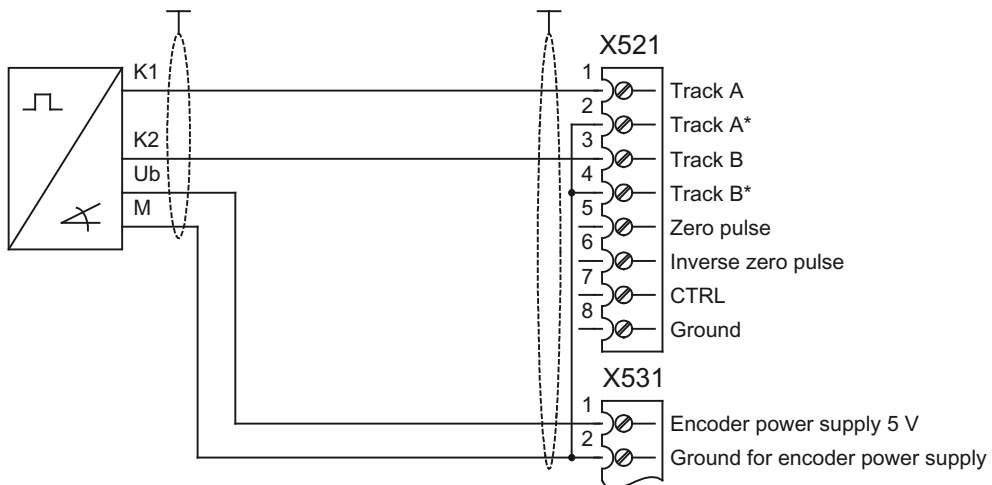 X521
K1
1
Track A
2
Track A*
K2
3
Track B
Ub
4
Track B*
M
5
Zero pulse
6
Inverse zero pulse
7
CTRL
8
Ground
X531
1
Encoder power supply 5 V
2
Ground for encoder power supply